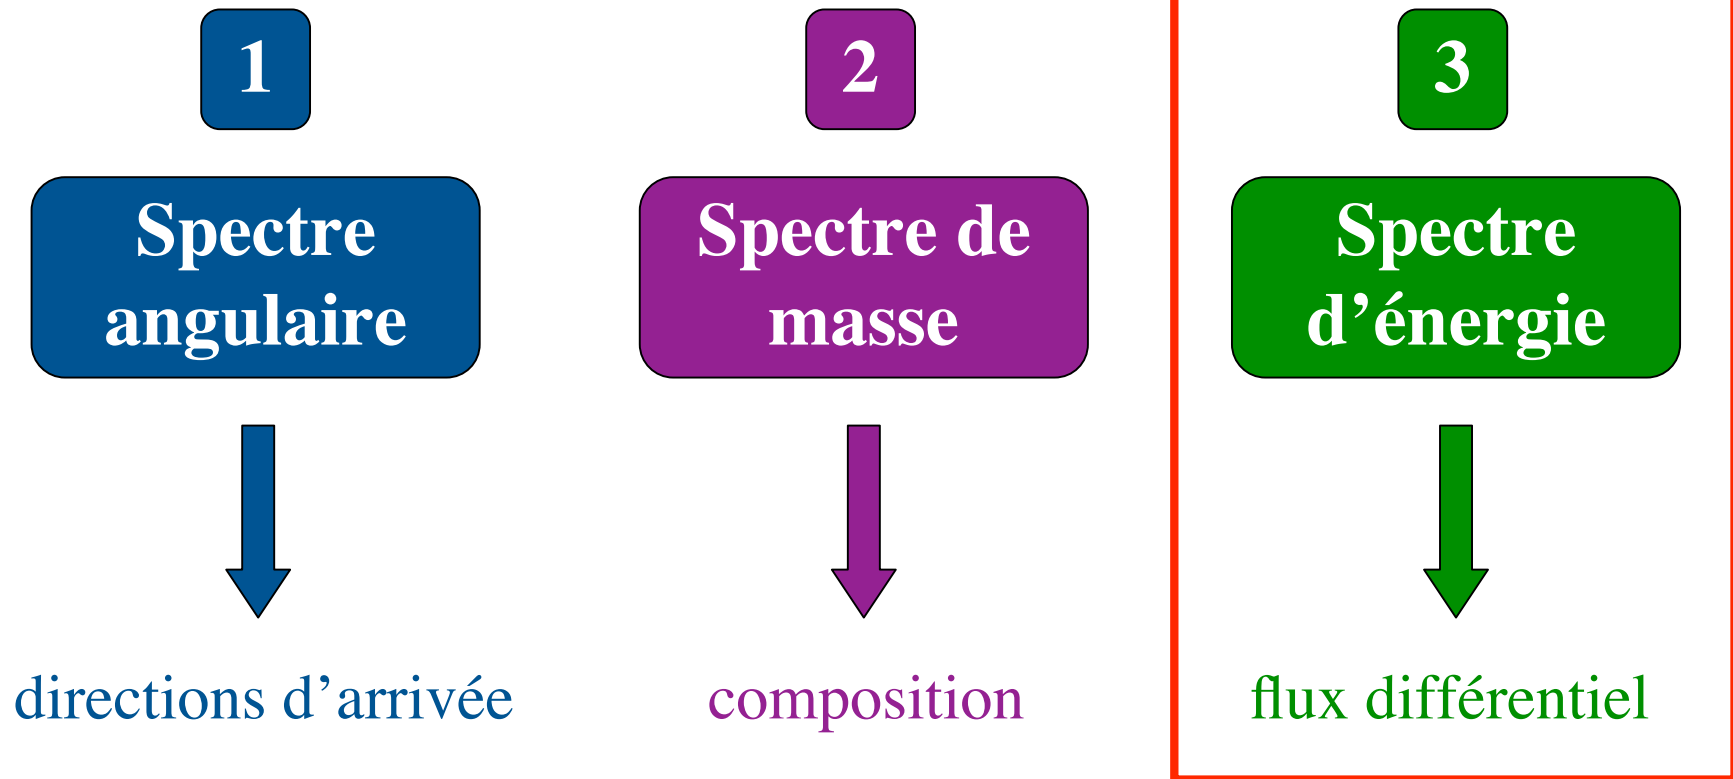 1
Spectre
angulaire
directions d’arrivée
2
Spectre de
masse
composition
3
Spectre
d’énergie
flux différentiel